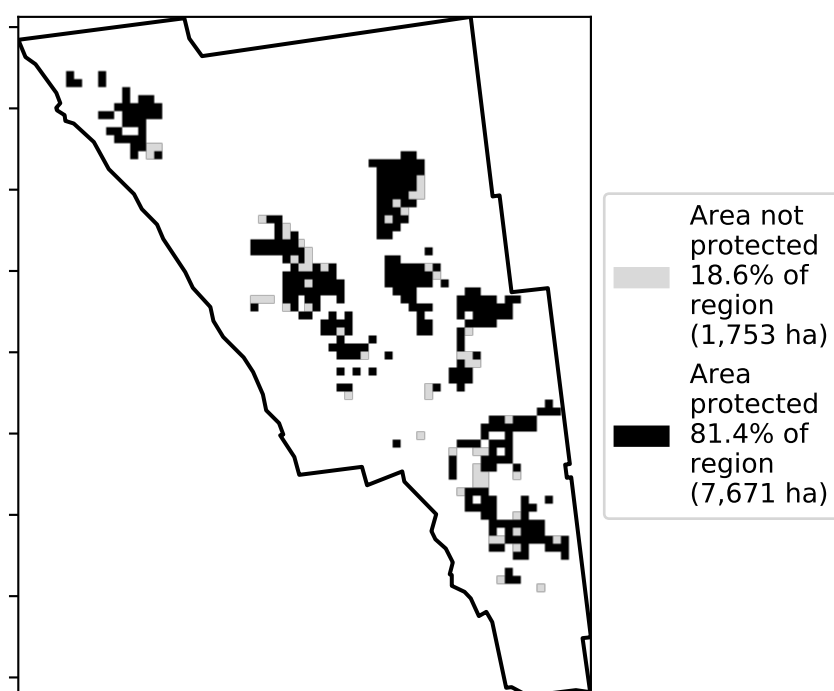 Area not
protected
18.6% of
region
(1,753 ha)
Area
protected
81.4% of
region
(7,671 ha)